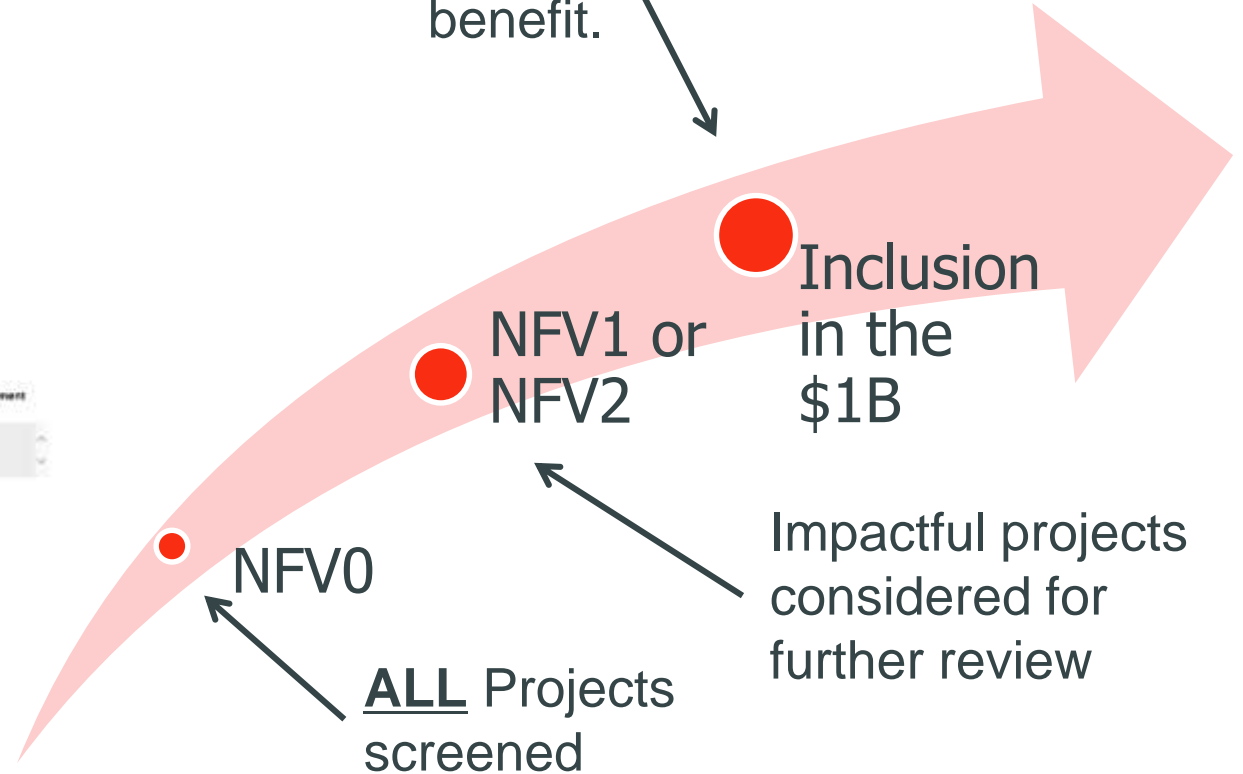 benefit.
Inclusion
in the
$1B
NFV1 or
NFV2
NFV0
Impactful projects
considered for
further review
ALL Projects
screened